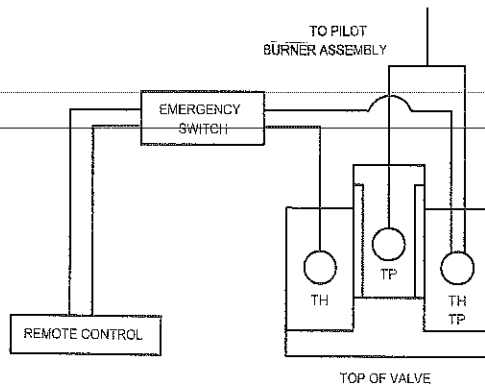 TO PILOT
BURNER ASSEMBLY
EMERGENCY
SWITCH
TH
TP
TH
TP
REMOTE CONTROL
TOP OF VALVE